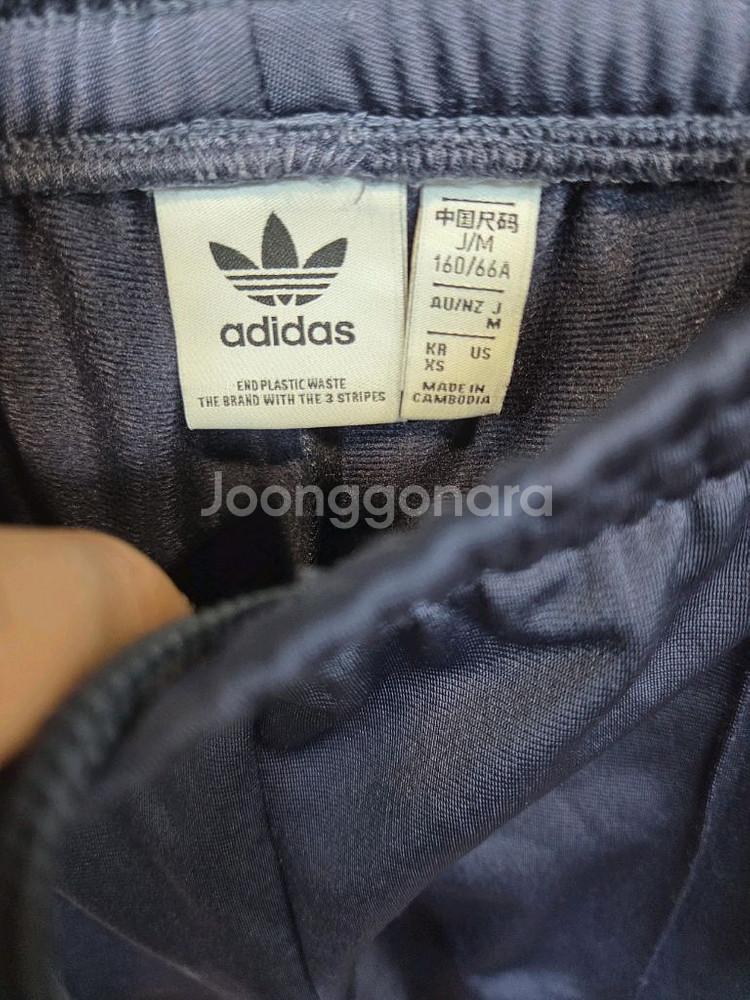 adidas
END PLASTIC WASTE
THE BRAND WITH THE 3 STRIPES
中国尺码
J/M
160/66A
AU/NZ J
M
KR US
XS
MADE IN
CAMBODIA
Joonggonara